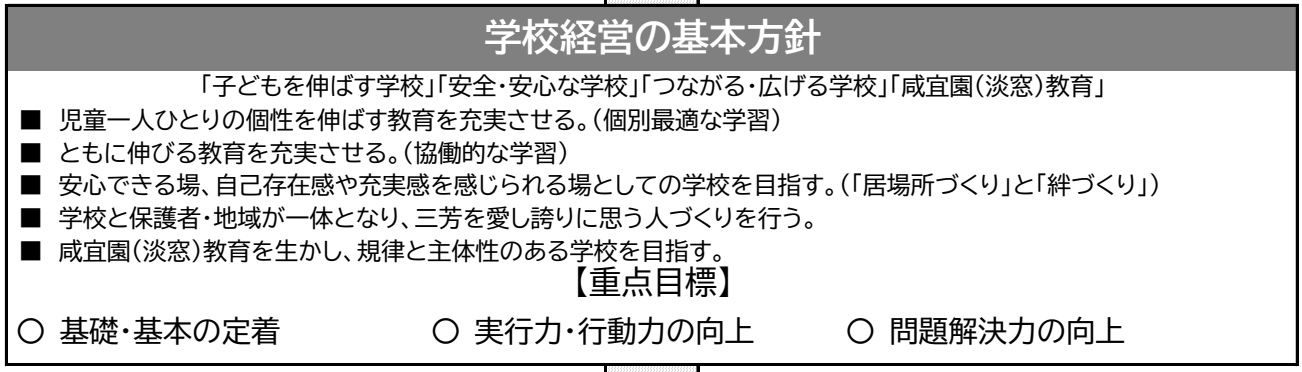 学校経営の基本方針
「子どもを伸ばす学校」「安全・安心な学校」「つながる・広げる学校」「咸宜園(淡窓)教育」
■ 児童一人ひとりの個性を伸ばす教育を充実させる。(個別最適な学習)
■ ともに伸びる教育を充実させる。(協働的な学習)
■ 安心できる場、自己存在感や充実感を感じられる場としての学校を目指す。(「居場所づくり」と「絆づくり」)
■ 学校と保護者・地域が一体となり、三芳を愛し誇りに思う人づくりを行う。
■ 咸宜園(淡窓)教育を生かし、規律と主体性のある学校を目指す。
【重点目標】
○ 基礎・基本の定着 ○ 実行力・行動力の向上 ○ 問題解決力の向上